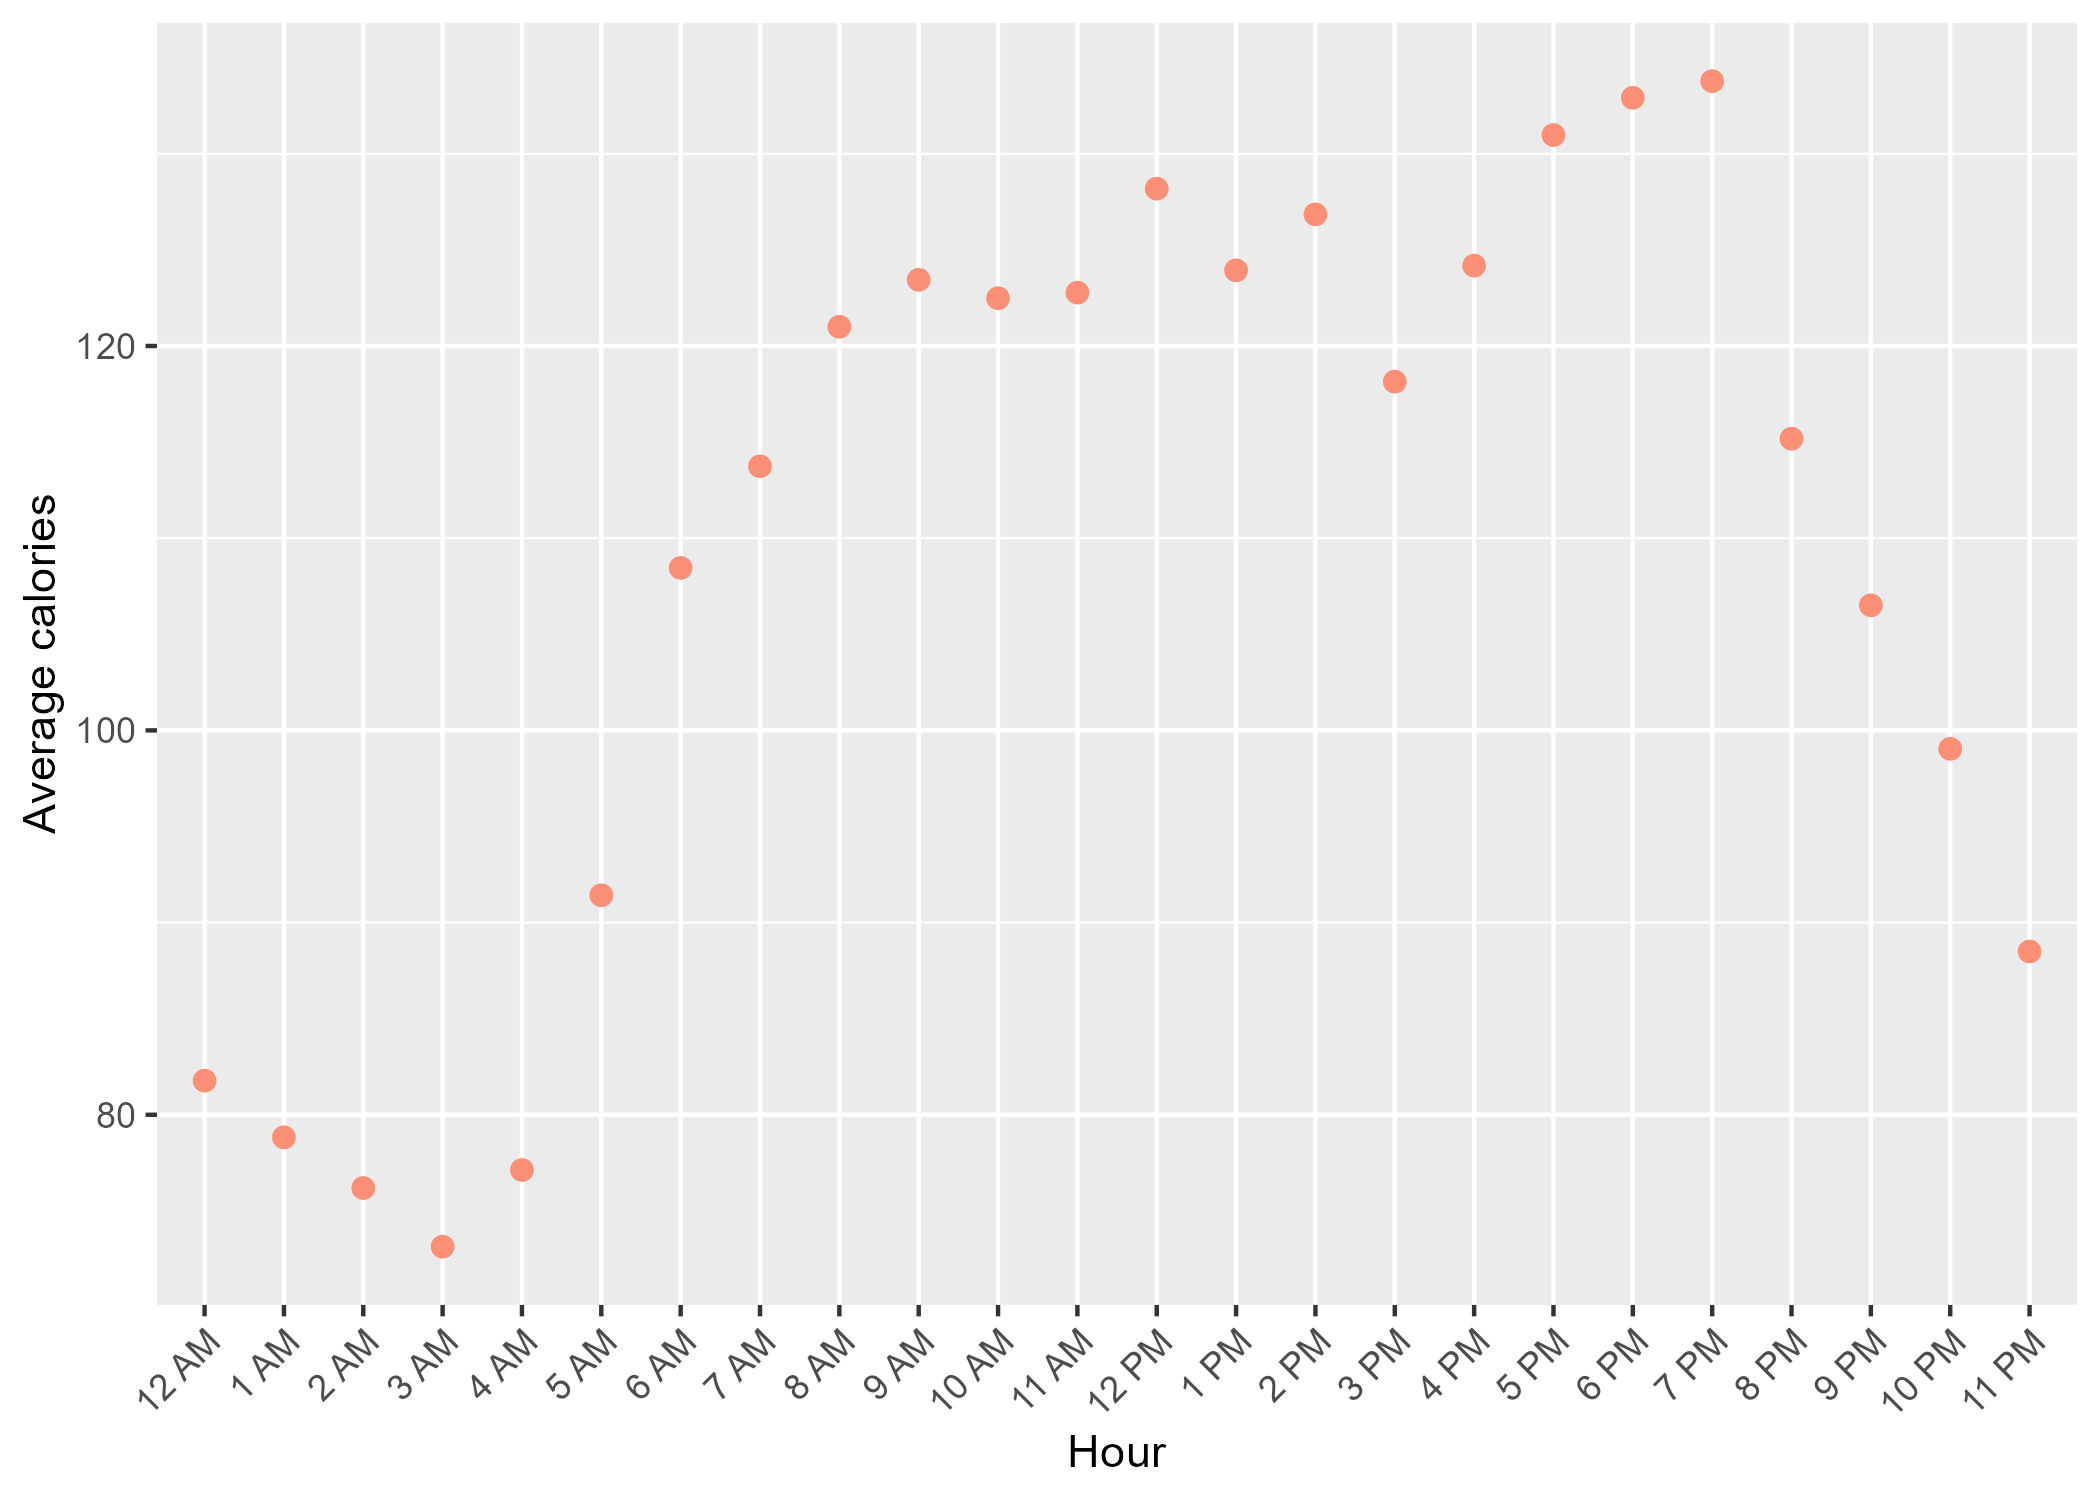 Average calories
120
100
80
12 AM
1 AM
2 AM
3 AM
4 AM
5 AM
6 AM
7 AM
8 AM
9 AM
10 AM
11 AM
12 PM
1 PM
2 PM
3 PM
4 PM
5 PM
6 PM
7 PM
8 PM
9 PM
10 PM
11 PM
Hour